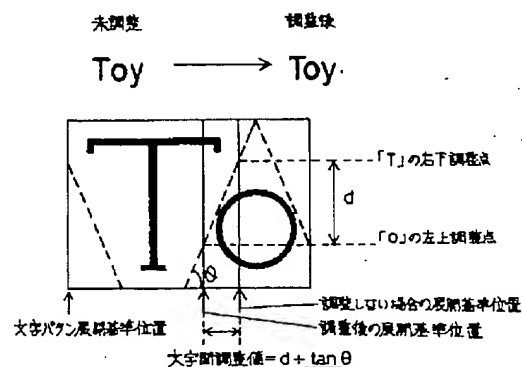 未調整
調整後
Toy
Toy
「T」の右下調整点
d
「O」の左上調整点
θ
調整しない場合の展開基準位置
文字パタン展開基準位置
調整後の展開基準位置
文字間調整値=d+tanθ